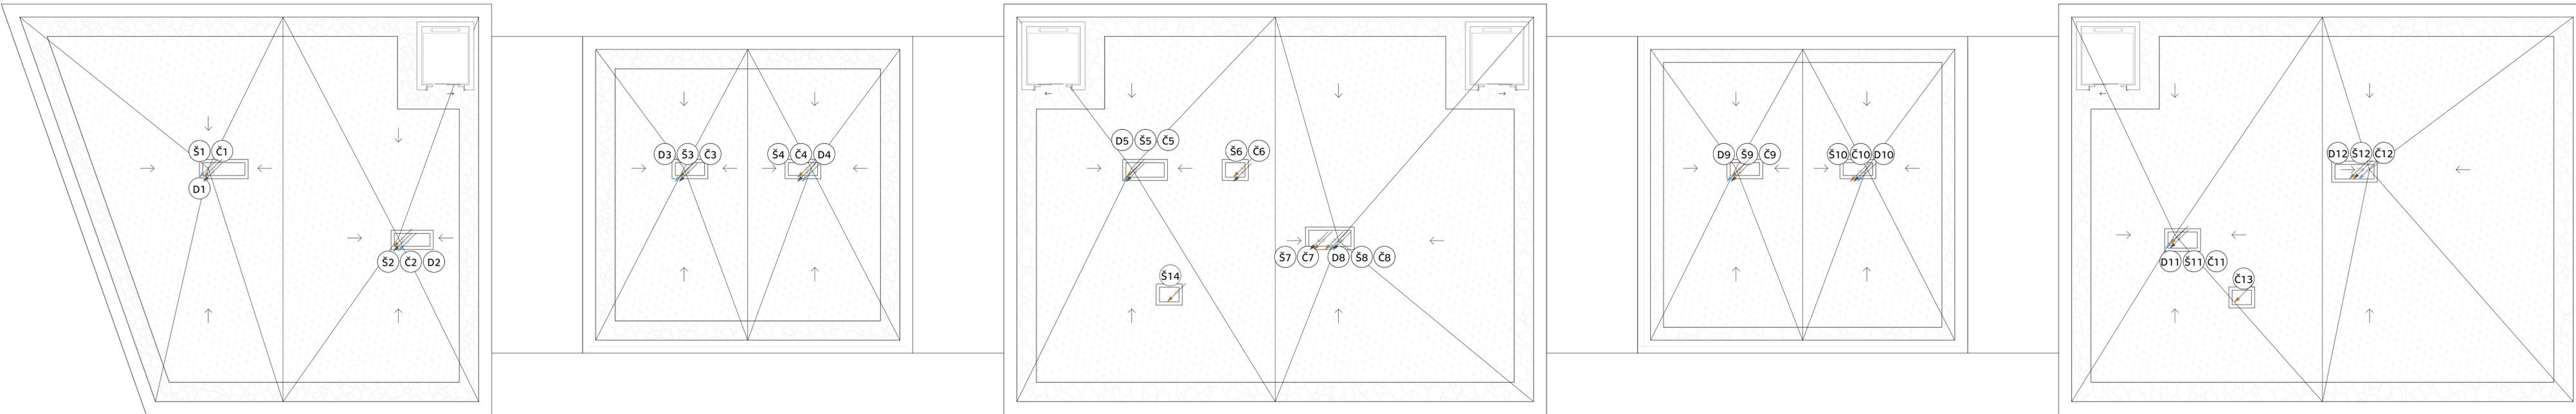 Š1 Č1
D1
Š2 Č2 D2
D3 Š3 Č3
Š4 Č4 D4
D5 Š5 Č5
Š6 Č6
Š7 Č7
D8 Š8 Č8
Š14
D9 Š9 Č9
Š10 Č10 D10
D11 Š11 Č11
Č13
D12 Š12 Č12